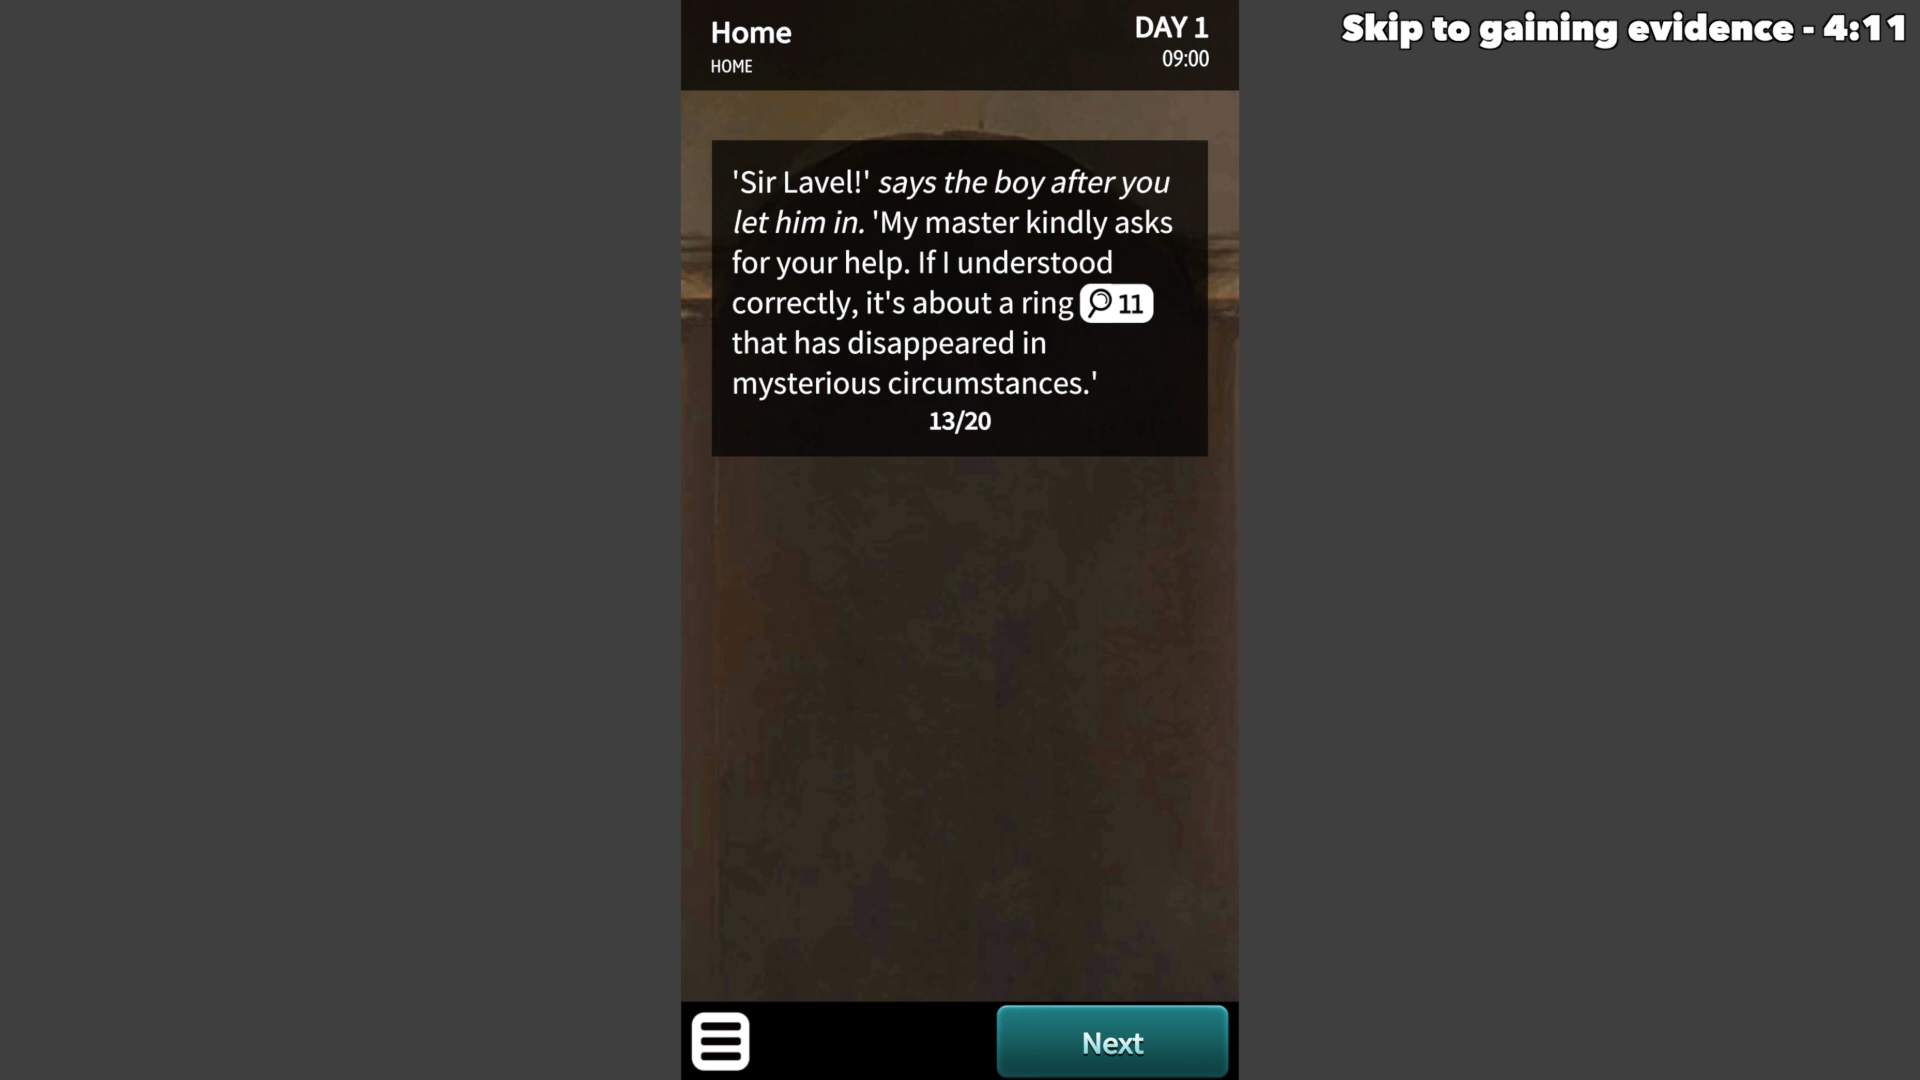 Home
HOME
DAY 1
09:00
Skip to gaining evidence - 4:11
'Sir Lavel!' says the boy after you
let him in. 'My master kindly asks
for your help. If I understood
correctly, it's about a ring 11
that has disappeared in
mysterious circumstances.'
13/20
Next